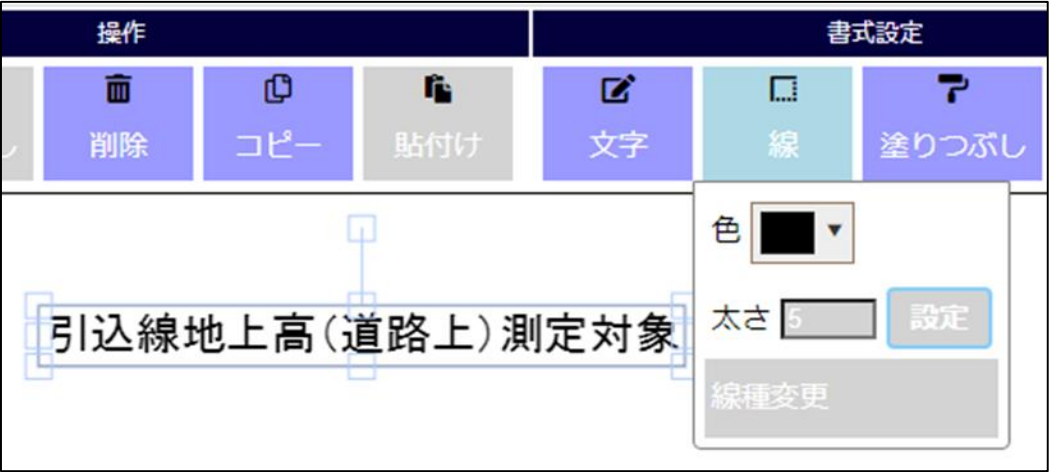 操作
書式設定
削除
コピー
貼付け
文字
線
塗りつぶし
色
引込線地上高(道路上)測定対象
太さ 5 設定
線種変更